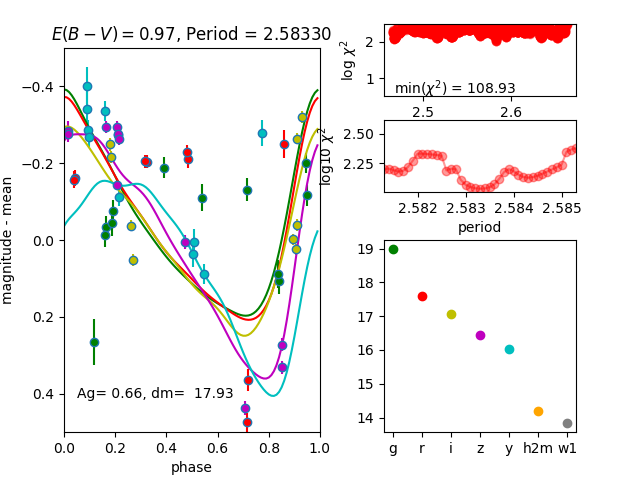 E(B − V) = 0.97, Period = 2.58330
magnitude - mean
−0.4
−0.2
0.0
0.2
0.4
Ag= 0.66, dm=  17.93
0.0 0.2 0.4 0.6 0.8 1.0
phase
log χ²
2
1
min(χ²) = 108.93
2.5 2.6
log10 χ²
2.50
2.25
2.582 2.583 2.584 2.585
period
19
18
17
16
15
14
g r i z y h2m w1